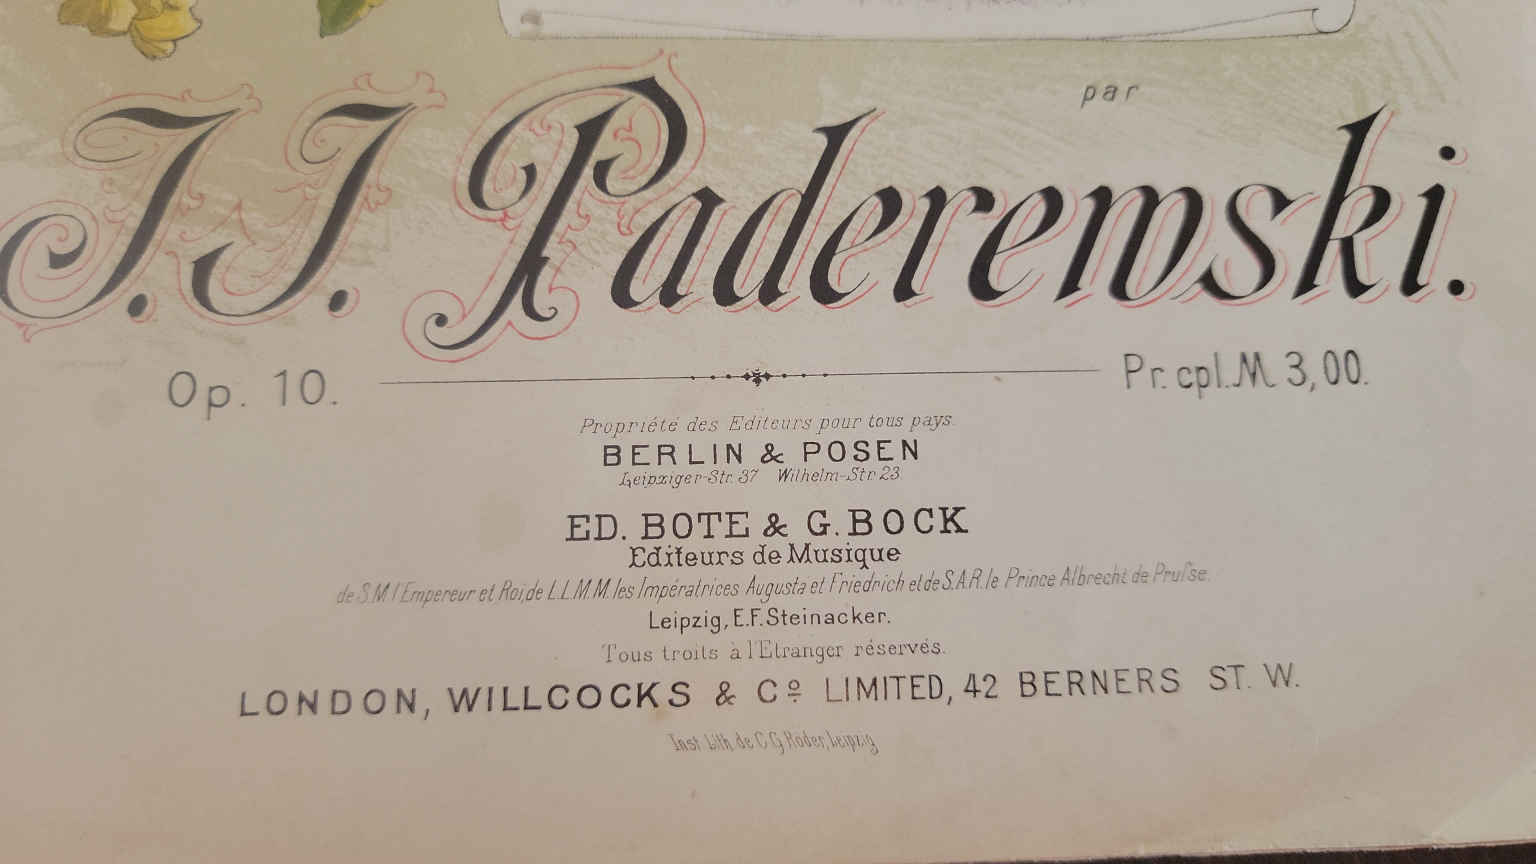 par
J. J. Paderewski.
Op. 10.
Pr. cpl. M. 3,00.
Propriété des Editeurs pour tous pays.
BERLIN & POSEN
Leipziger-Str. 37 Wilhelm-Str. 23
ED. BOTE & G. BOCK
Editeurs de Musique
de S.M. l'Empereur et Roi, de L.L.M.M. les Impératrices Augusta et Friedrich et de S.A.R. le Prince Albrecht de Pruſse.
Leipzig, E.F. Steinacker.
Tous troits à l'Etranger réservés.
LONDON, WILLCOCKS & Cº LIMITED, 42 BERNERS ST. W.
Inst. Lith. de C.G. Röder, Leipzig